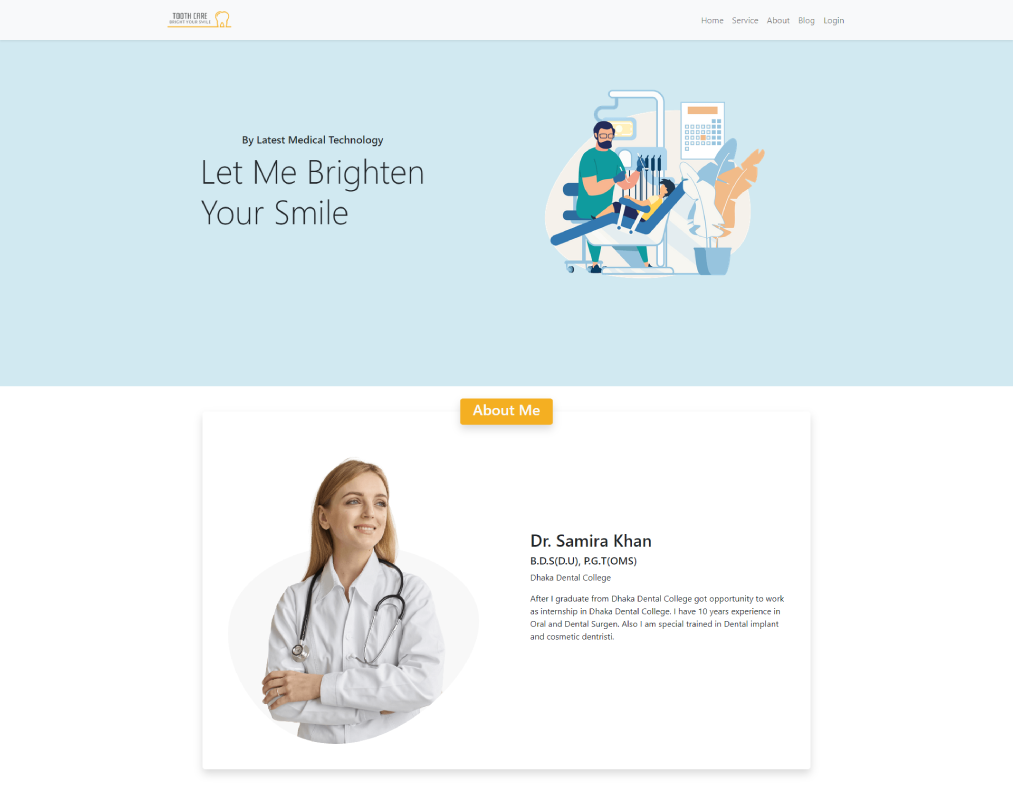 TOOTH CARE
BRIGHT YOUR SMILE
Home Service About Blog Login
By Latest Medical Technology
Let Me Brighten
Your Smile
About Me
Dr. Samira Khan
B.D.S(D.U), P.G.T(OMS)
Dhaka Dental College
After I graduate from Dhaka Dental College got opportunity to work
as internship in Dhaka Dental College. I have 10 years experience in
Oral and Dental Surgen. Also I am special trained in Dental implant
and cosmetic dentristi.